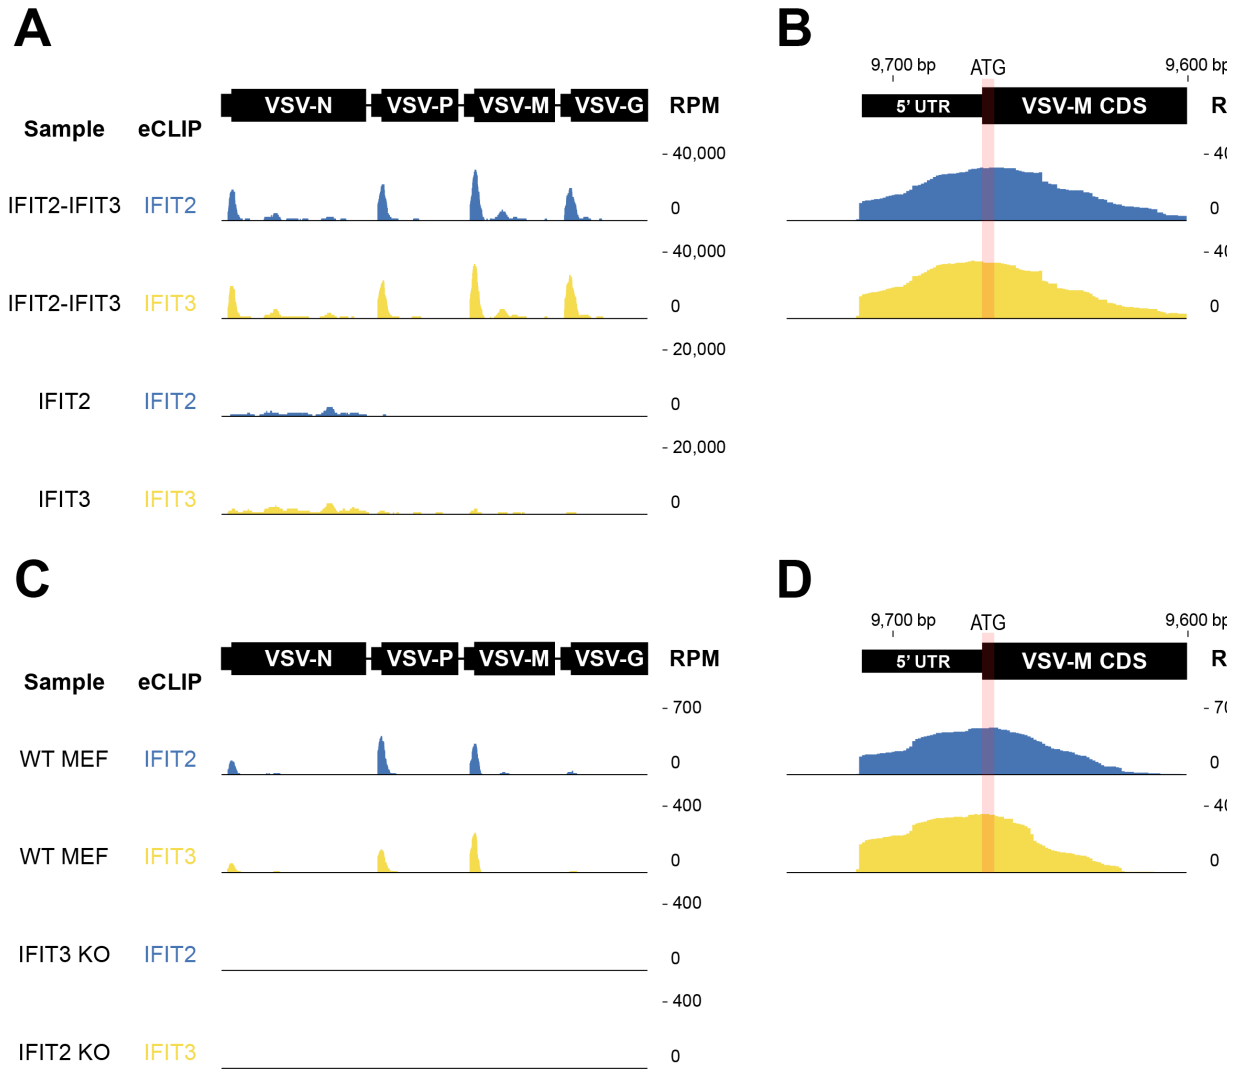 A
VSV-N VSV-P VSV-M VSV-G RPM
Sample eCLIP
- 40,000
IFIT2-IFIT3 IFIT2 0
- 40,000
IFIT2-IFIT3 IFIT3 0
- 20,000
IFIT2 IFIT2 0
- 20,000
IFIT3 IFIT3 0
B
9,700 bp ATG 9,600 bp
5' UTR VSV-M CDS R
- 40
0
- 40
0
C
VSV-N VSV-P VSV-M VSV-G RPM
Sample eCLIP
- 700
WT MEF IFIT2 0
- 400
WT MEF IFIT3 0
- 400
IFIT3 KO IFIT2 0
- 400
IFIT2 KO IFIT3 0
D
9,700 bp ATG 9,600 bp
5' UTR VSV-M CDS R
- 70
0
- 40
0